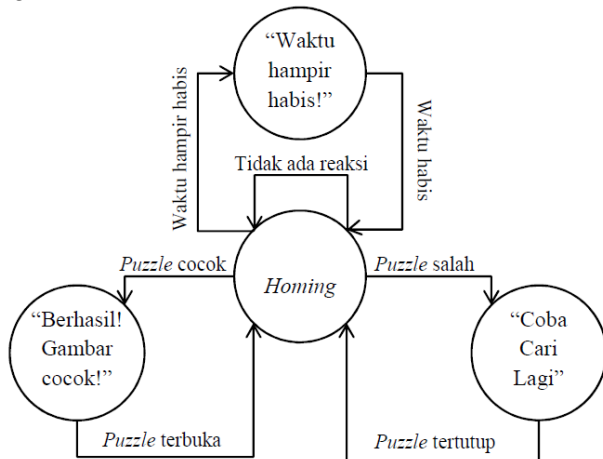 “Waktu
hampir
habis!”
Waktu hampir habis
Waktu habis
Tidak ada reaksi
Puzzle cocok
Homing
Puzzle salah
“Berhasil!
Gambar
cocok!”
“Coba
Cari
Lagi”
Puzzle terbuka
Puzzle tertutup